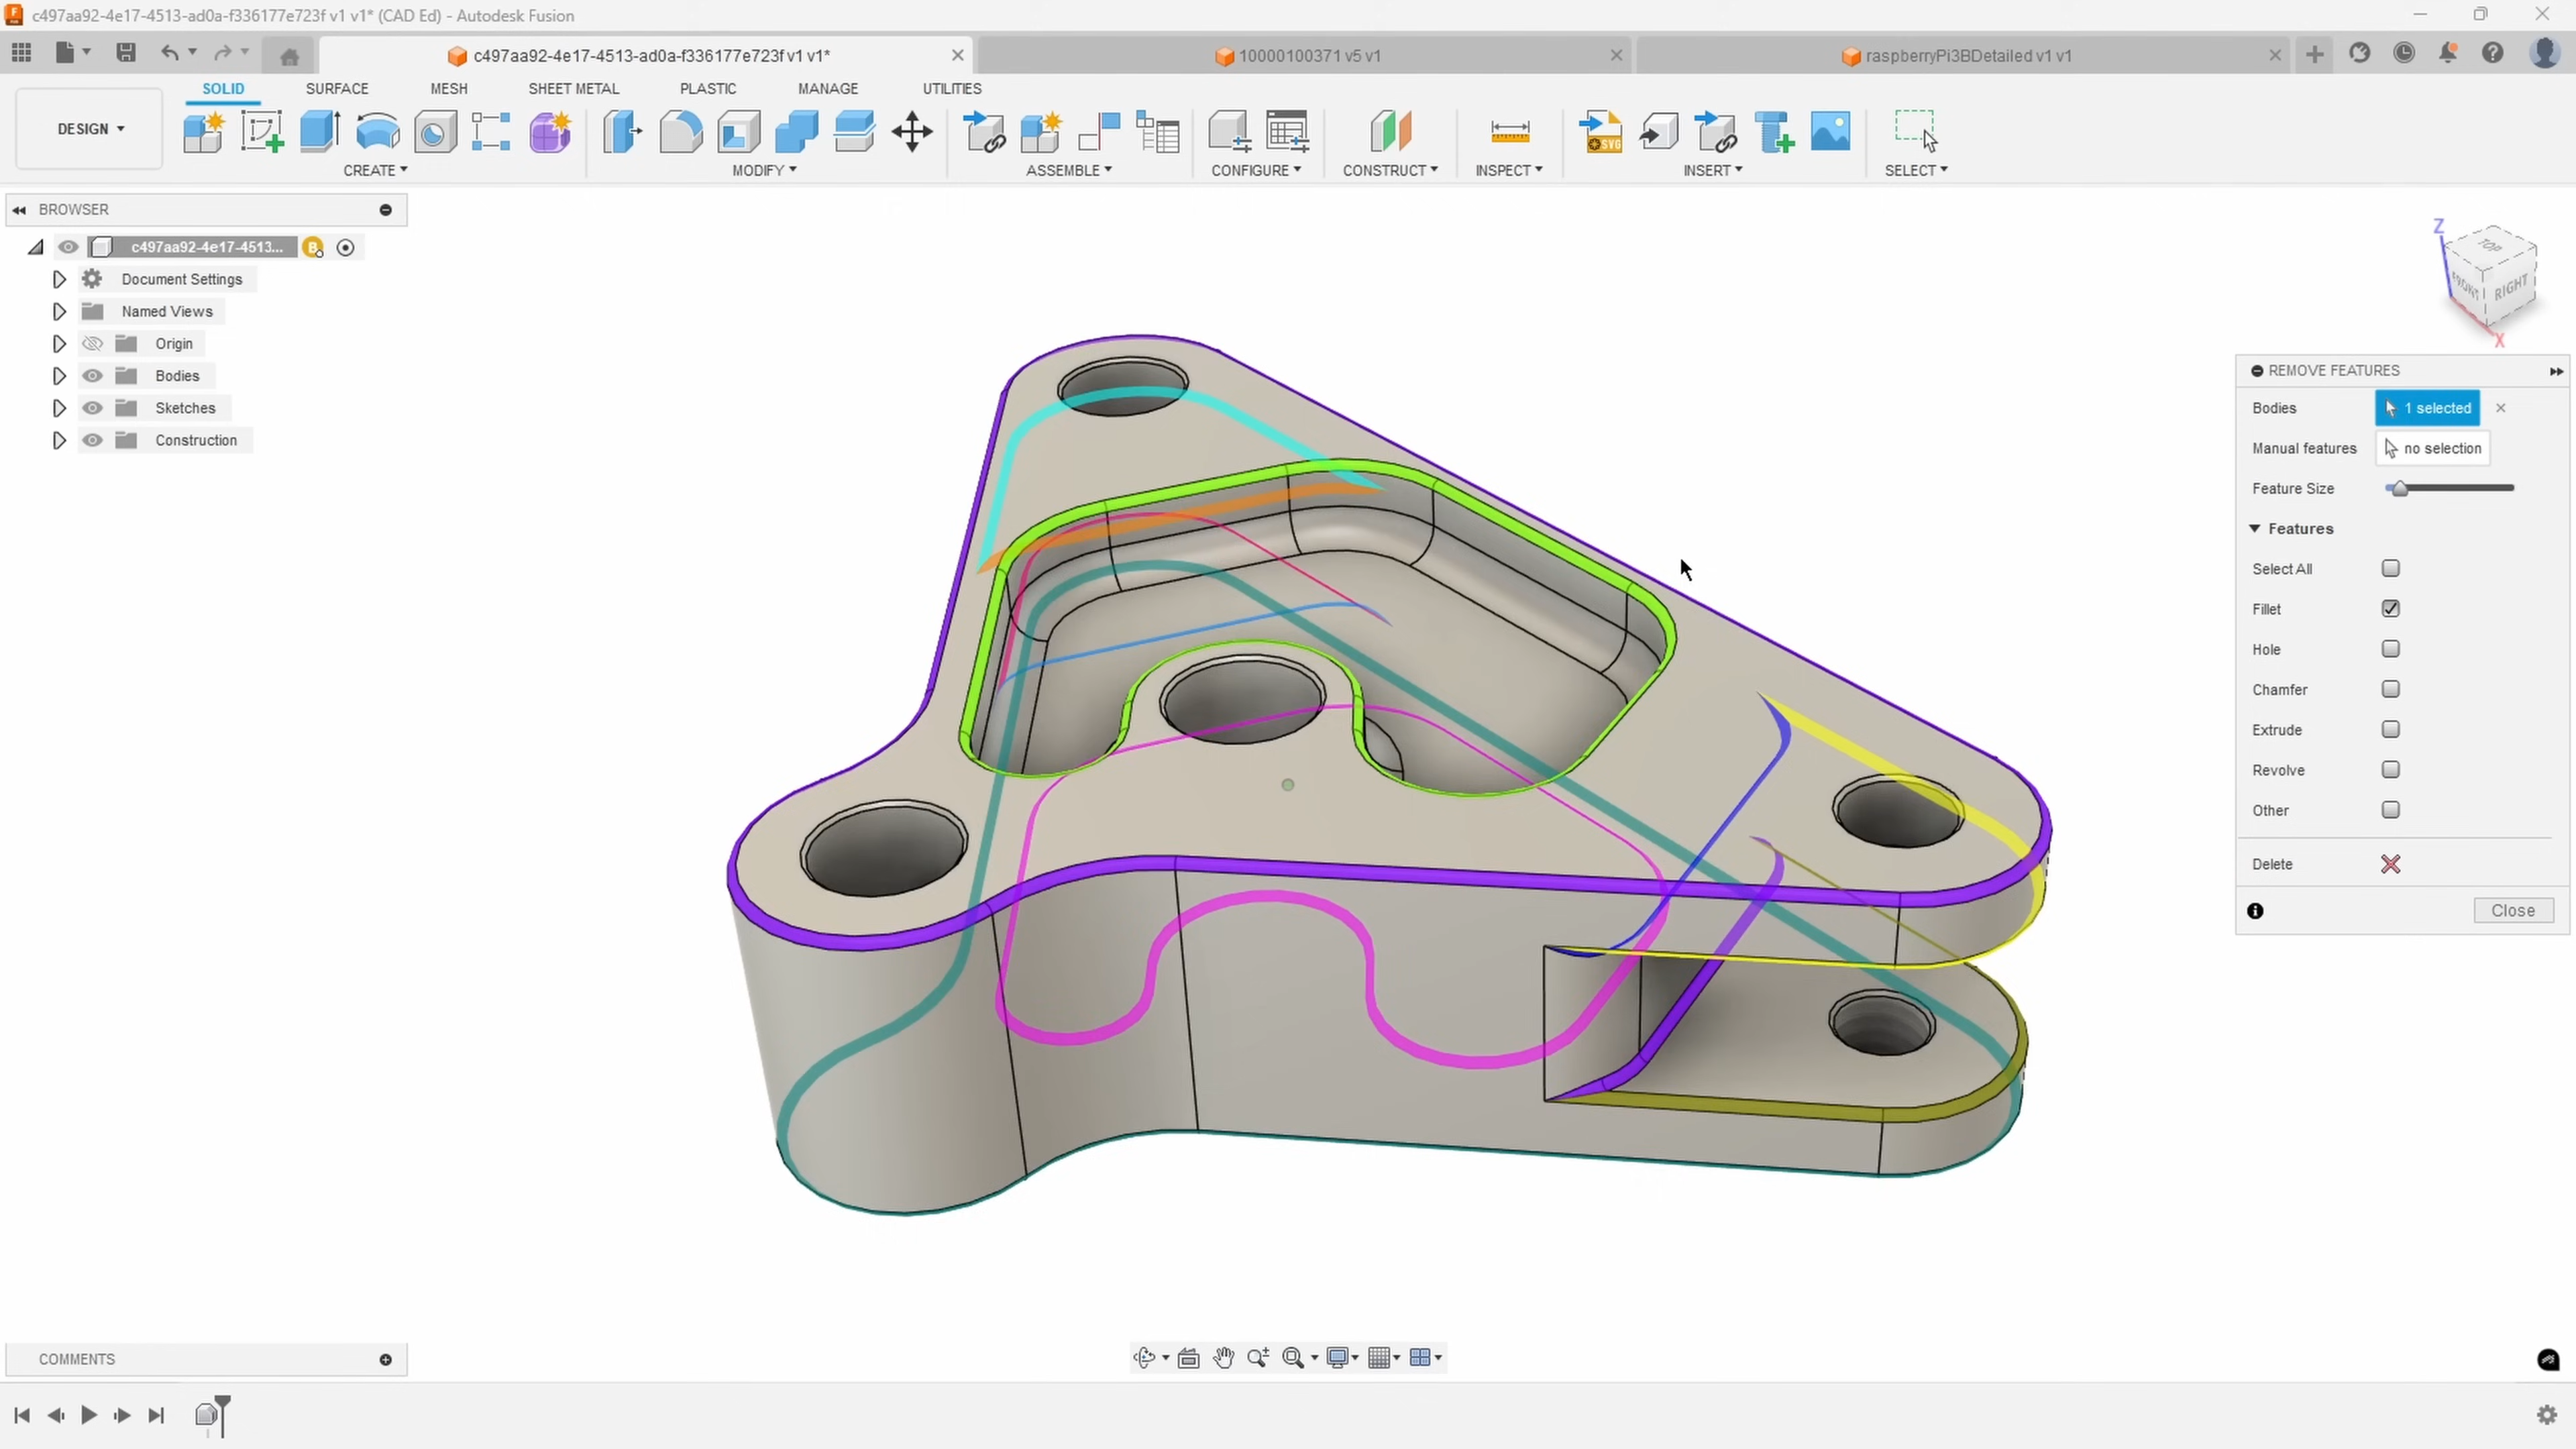 c497aa92-4e17-4513-ad0a-f336177e723f v1 v1* (CAD Ed) - Autodesk Fusion
c497aa92-4e17-4513-ad0a-f336177e723f v1 v1*
10000100371 v5 v1
raspberryPi3BDetailed v1 v1
SOLID
SURFACE
MESH
SHEET METAL
PLASTIC
MANAGE
UTILITIES
DESIGN
SVG
CREATE
MODIFY
ASSEMBLE
CONFIGURE
CONSTRUCT
INSPECT
INSERT
SELECT
BROWSER
c497aa92-4e17-4513...
B
Document Settings
Named Views
Origin
Bodies
Sketches
Construction
Z
TOP
FRONT
RIGHT
X
REMOVE FEATURES
Bodies
1 selected
Manual features
no selection
Feature Size
Features
Select All
Fillet
Hole
Chamfer
Extrude
Revolve
Other
Delete
Close
COMMENTS